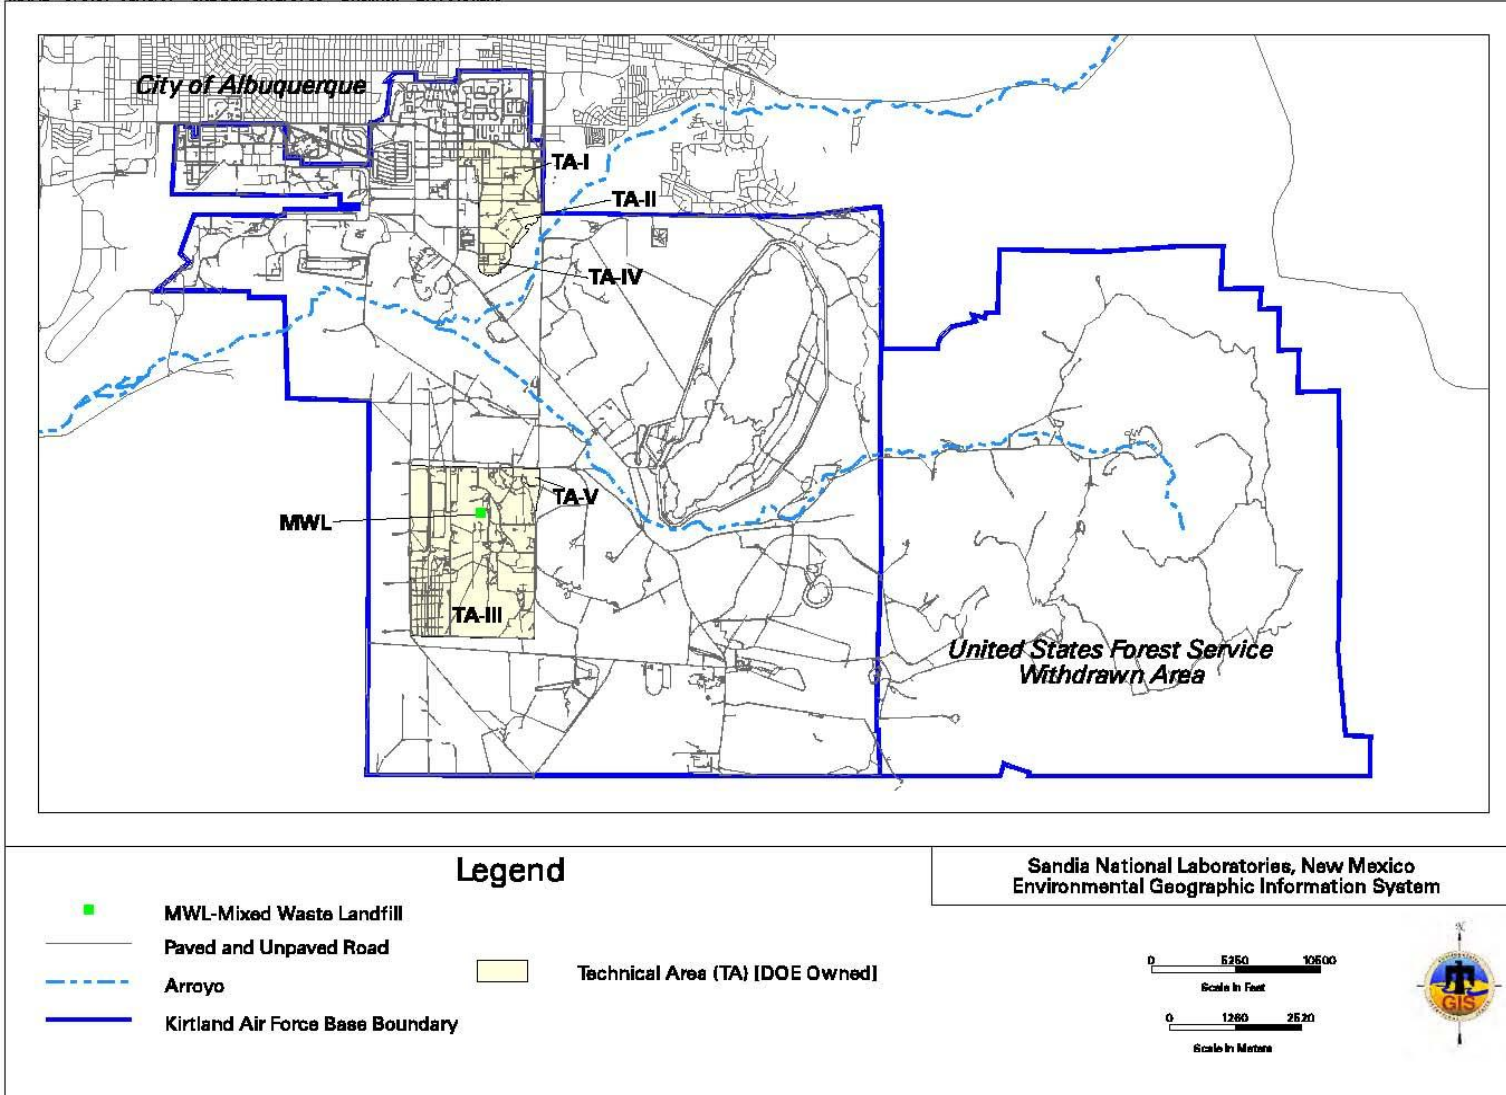 City of Albuquerque
TA-I
TA-II
TA-IV
TA-V
MWL
TA-III
United States Forest Service
Withdrawn Area
Legend
MWL-Mixed Waste Landfill
Paved and Unpaved Road
Arroyo
Kirtland Air Force Base Boundary
Technical Area (TA) [DOE Owned]
Sandia National Laboratories, New Mexico
Environmental Geographic Information System
0 5250 10500
Scale in Feet
0 1260 2520
Scale in Meters
N
GIS